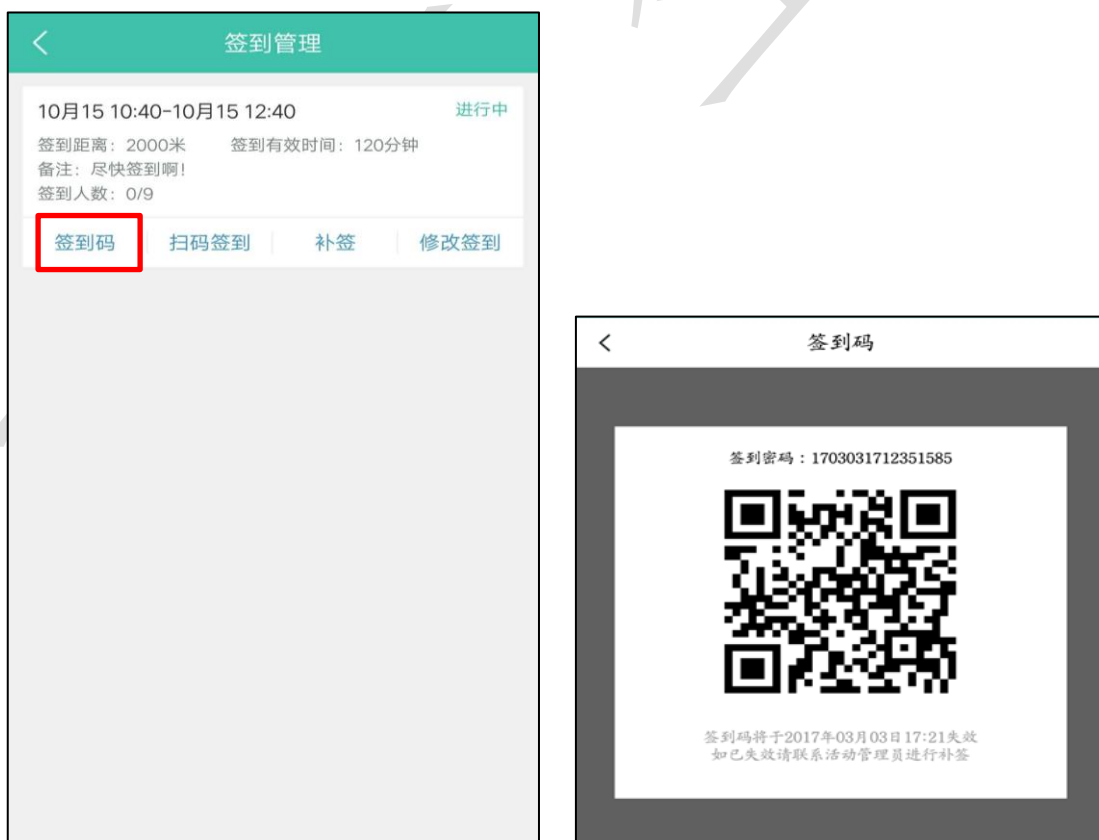 签到管理
10月15 10:40-10月15 12:40 进行中
签到距离：2000米 签到有效时间：120分钟
备注：尽快签到啊!
签到人数：0/9
签到码 扫码签到 补签 修改签到
签到码
签到密码：1703031712351585
签到码将于2017年03月03日17:21失效
如已失效请联系活动管理员进行补签